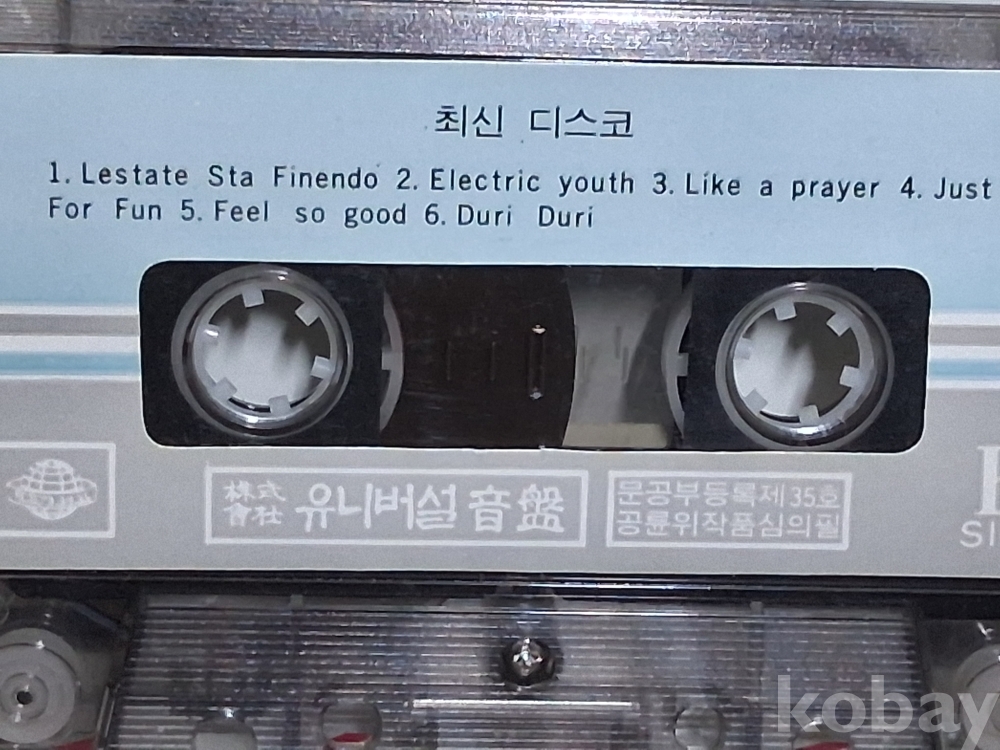 최신 디스코
1. Lestate Sta Finendo 2. Electric youth 3. Like a prayer 4. Just
For Fun 5. Feel so good 6. Duri Duri
株式
會社
유니버설 音盤
문공부등록제35호
공륜위작품심의필
SI
kobay